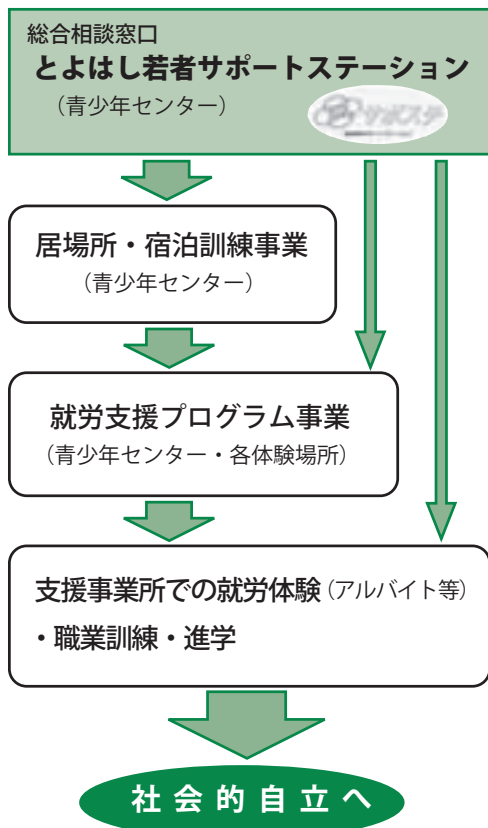 総合相談窓口
とよはし若者サポートステーション
（青少年センター）
サポステ
居場所・宿泊訓練事業
（青少年センター）
就労支援プログラム事業
（青少年センター・各体験場所）
支援事業所での就労体験（アルバイト等）
・職業訓練・進学
社会的自立へ